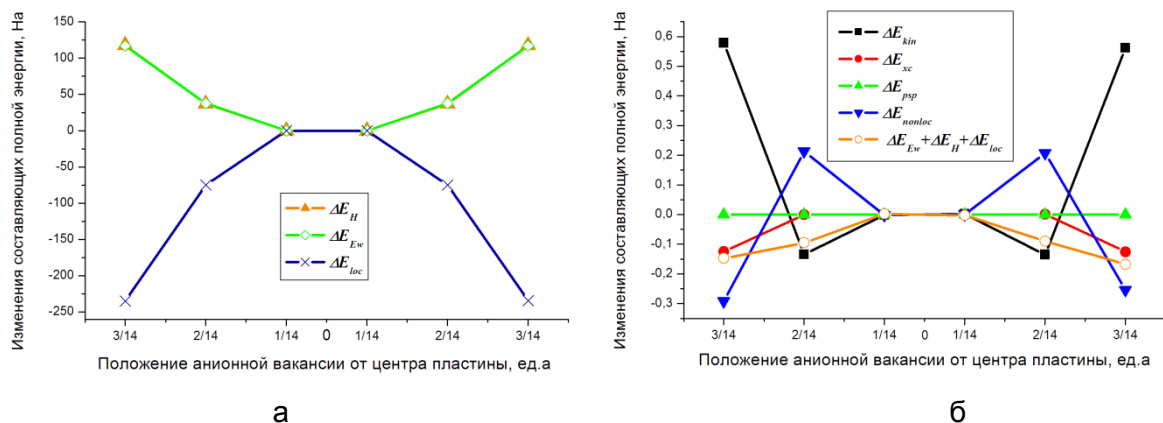 Изменения составляющих полной энергии, На
150
100
50
0
-50
-100
-150
-200
-250
ΔE_H
ΔE_Ew
ΔE_loc
3/14 2/14 1/14 0 1/14 2/14 3/14
Положение анионной вакансии от центра пластины, ед.а
а
Изменения составляющих полной энергии, На
0,6
0,5
0,4
0,3
0,2
0,1
0,0
-0,1
-0,2
-0,3
ΔE_kin
ΔE_xc
ΔE_psp
ΔE_nonloc
ΔE_Ew+ΔE_H+ΔE_loc
3/14 2/14 1/14 0 1/14 2/14 3/14
Положение анионной вакансии от центра пластины, ед.а
б